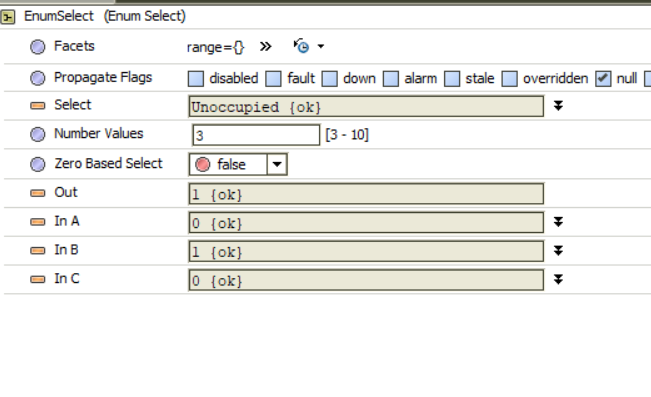 EnumSelect (Enum Select)
Facets range={} »
Propagate Flags disabled fault down alarm stale overridden null
Select Unoccupied {ok}
Number Values 3 [3 - 10]
Zero Based Select false
Out 1 {ok}
In A 0 {ok}
In B 1 {ok}
In C 0 {ok}